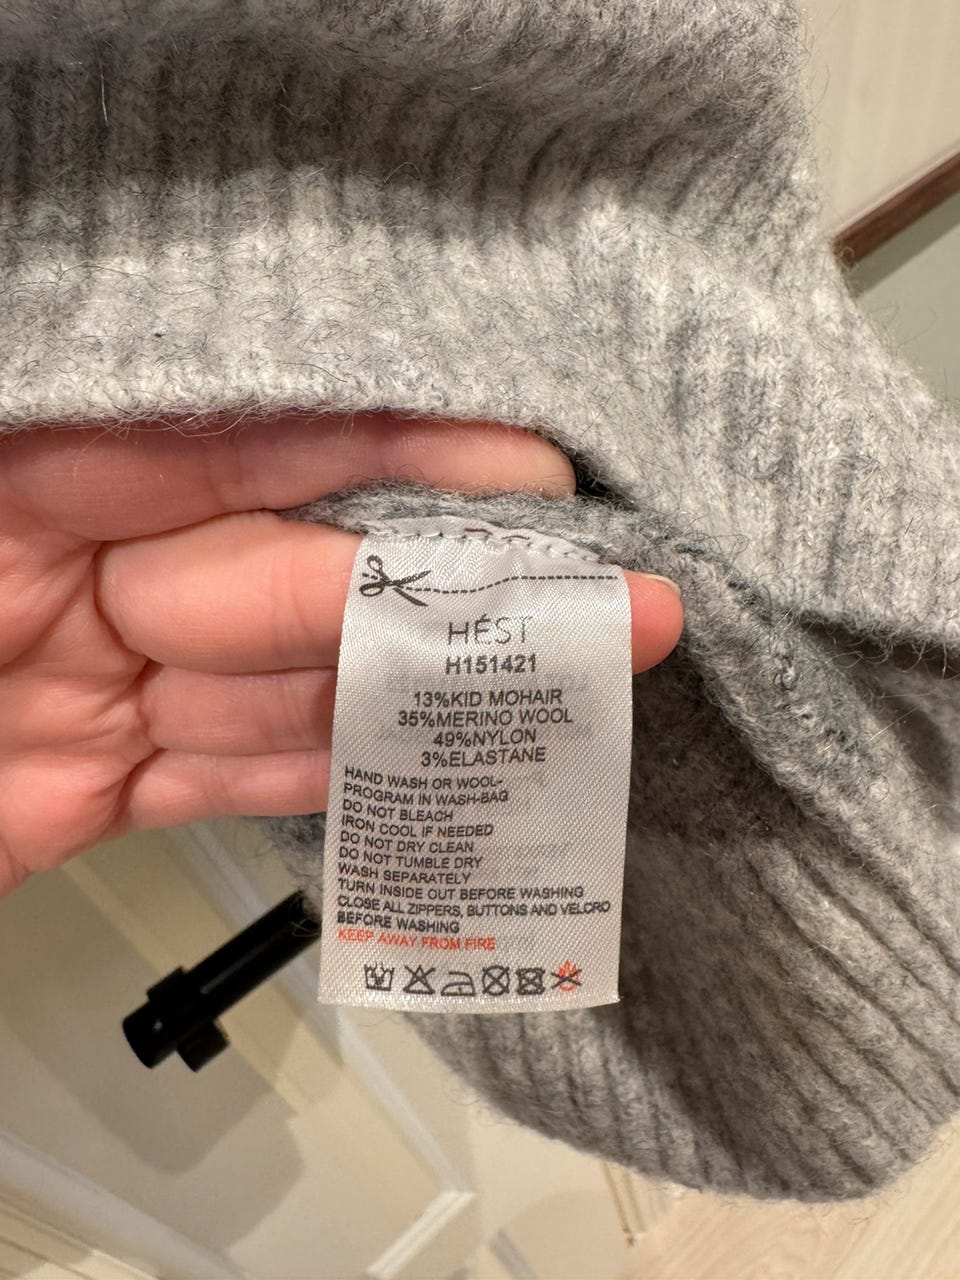 HÉST
H151421
13%KID MOHAIR
35%MERINO WOOL
49%NYLON
3%ELASTANE
HAND WASH OR WOOL-
PROGRAM IN WASH-BAG
DO NOT BLEACH
IRON COOL IF NEEDED
DO NOT DRY CLEAN
DO NOT TUMBLE DRY
WASH SEPARATELY
TURN INSIDE OUT BEFORE WASHING
CLOSE ALL ZIPPERS, BUTTONS AND VELCRO
BEFORE WASHING
KEEP AWAY FROM FIRE